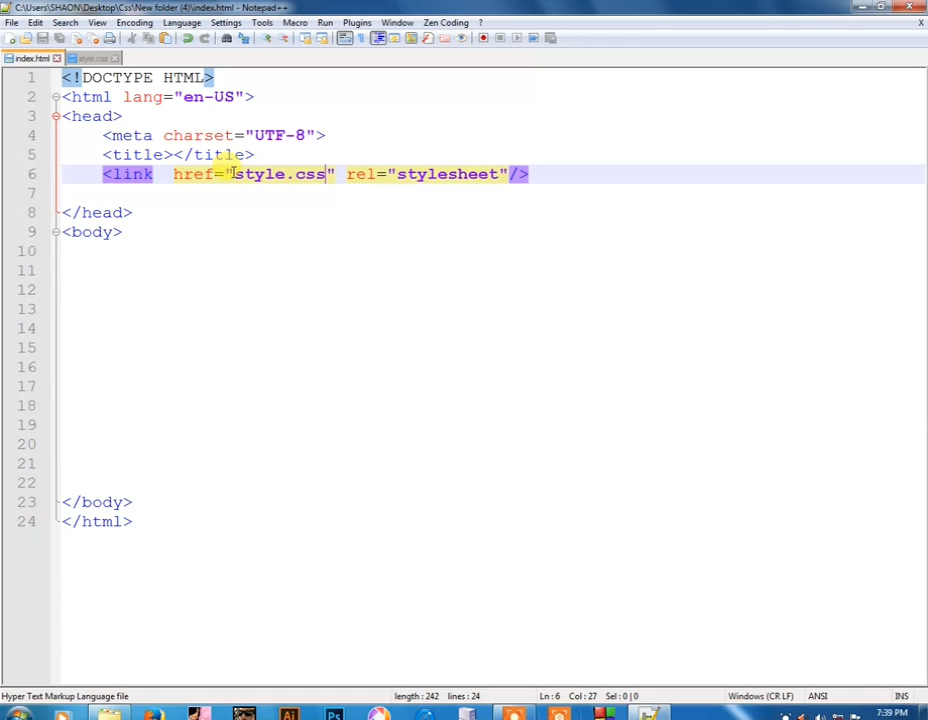 C:\Users\SHAON\Desktop\Css\New folder (4)\index.html - Notepad++
File Edit Search View Encoding Language Settings Tools Macro Run Plugins Window Zen Coding ? X
index.html style.css
1 <!DOCTYPE HTML>
2 <html lang="en-US">
3 <head>
4 <meta charset="UTF-8">
5 <title></title>
6 <link  href="style.css" rel="stylesheet"/>
7
8 </head>
9 <body>
10
11
12
13
14
15
16
17
18
19
20
21
22
23 </body>
24 </html>
Hyper Text Markup Language file length : 242 lines : 24 Ln : 6 Col : 27 Sel : 0 | 0 Windows (CR LF) ANSI INS
Ai Ps 7:39 PM